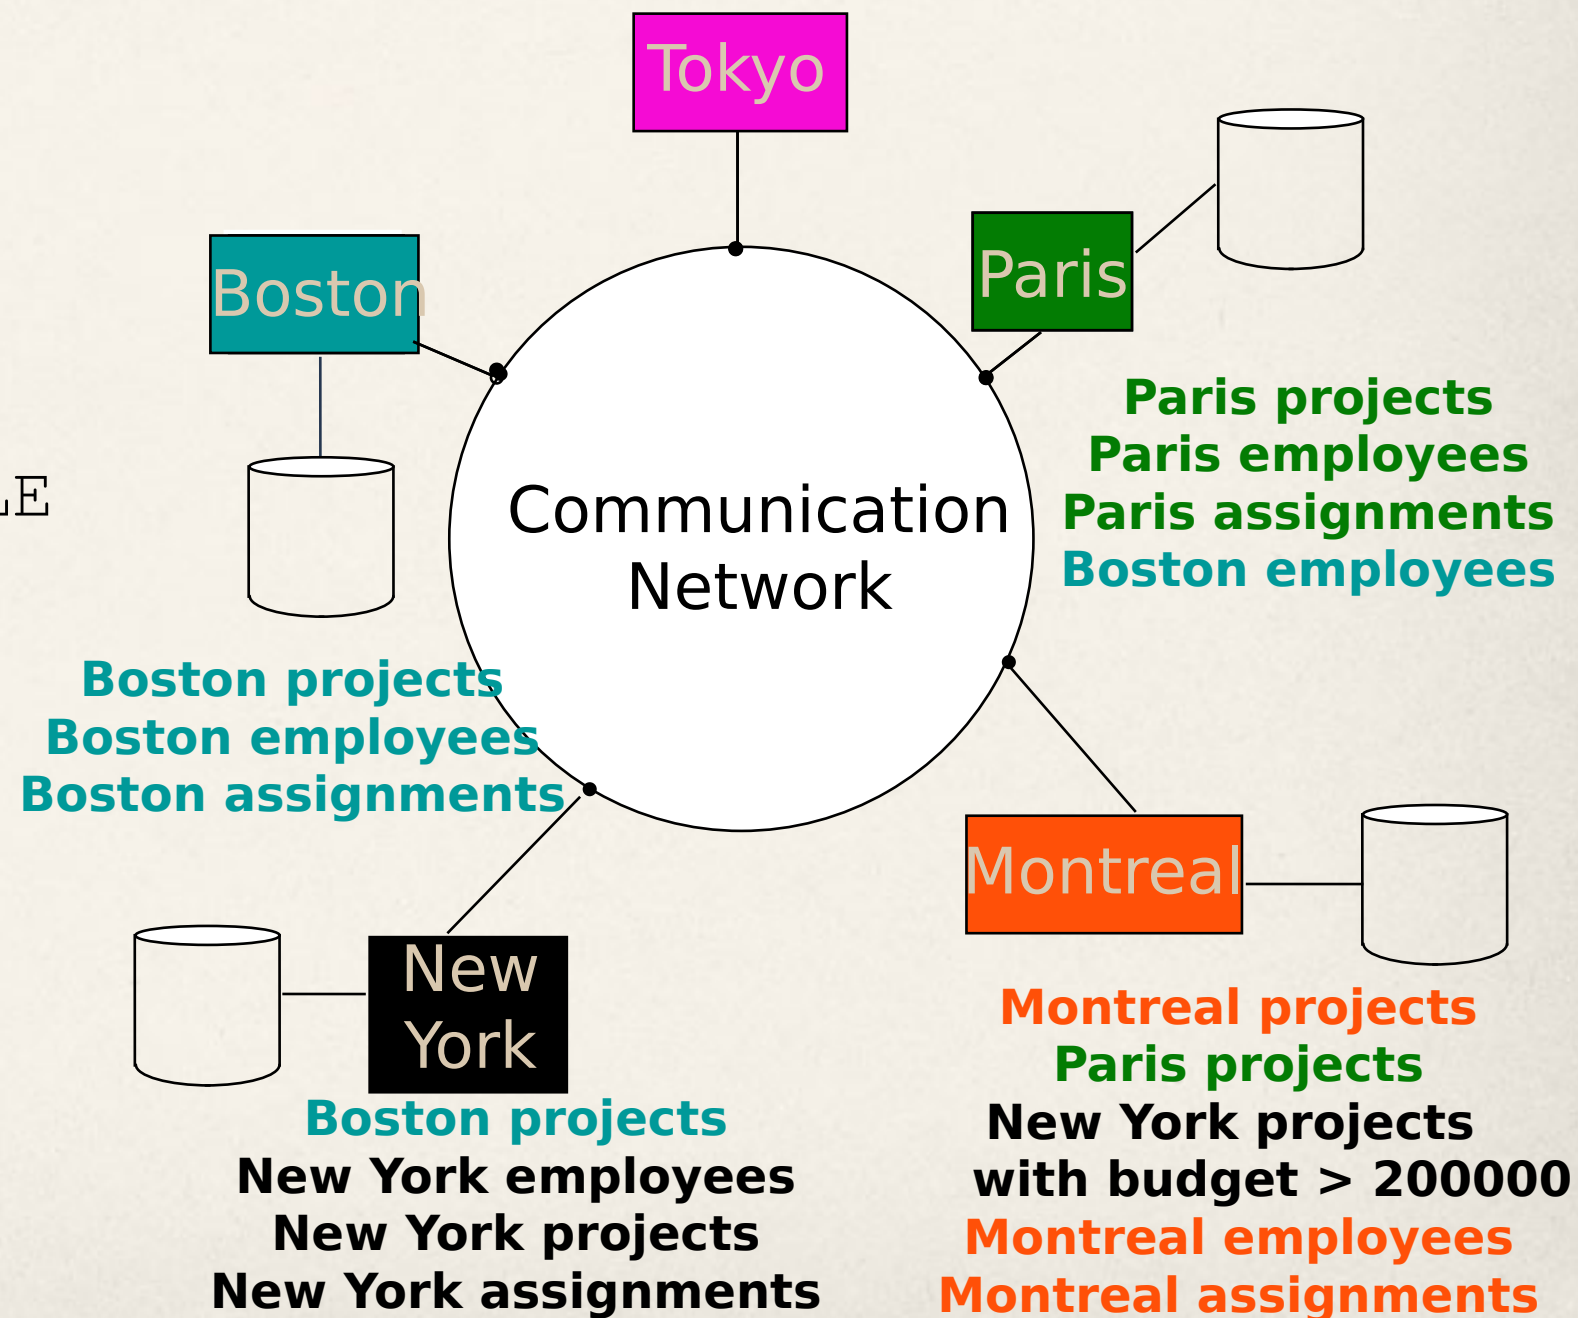 Tokyo
Boston
Paris
Paris projects
Paris employees
Paris assignments
Boston employees
Communication
Network
Boston projects
Boston employees
Boston assignments
Montreal
New
York
Montreal projects
Paris projects
New York projects
with budget > 200000
Montreal employees
Montreal assignments
Boston projects
New York employees
New York projects
New York assignments